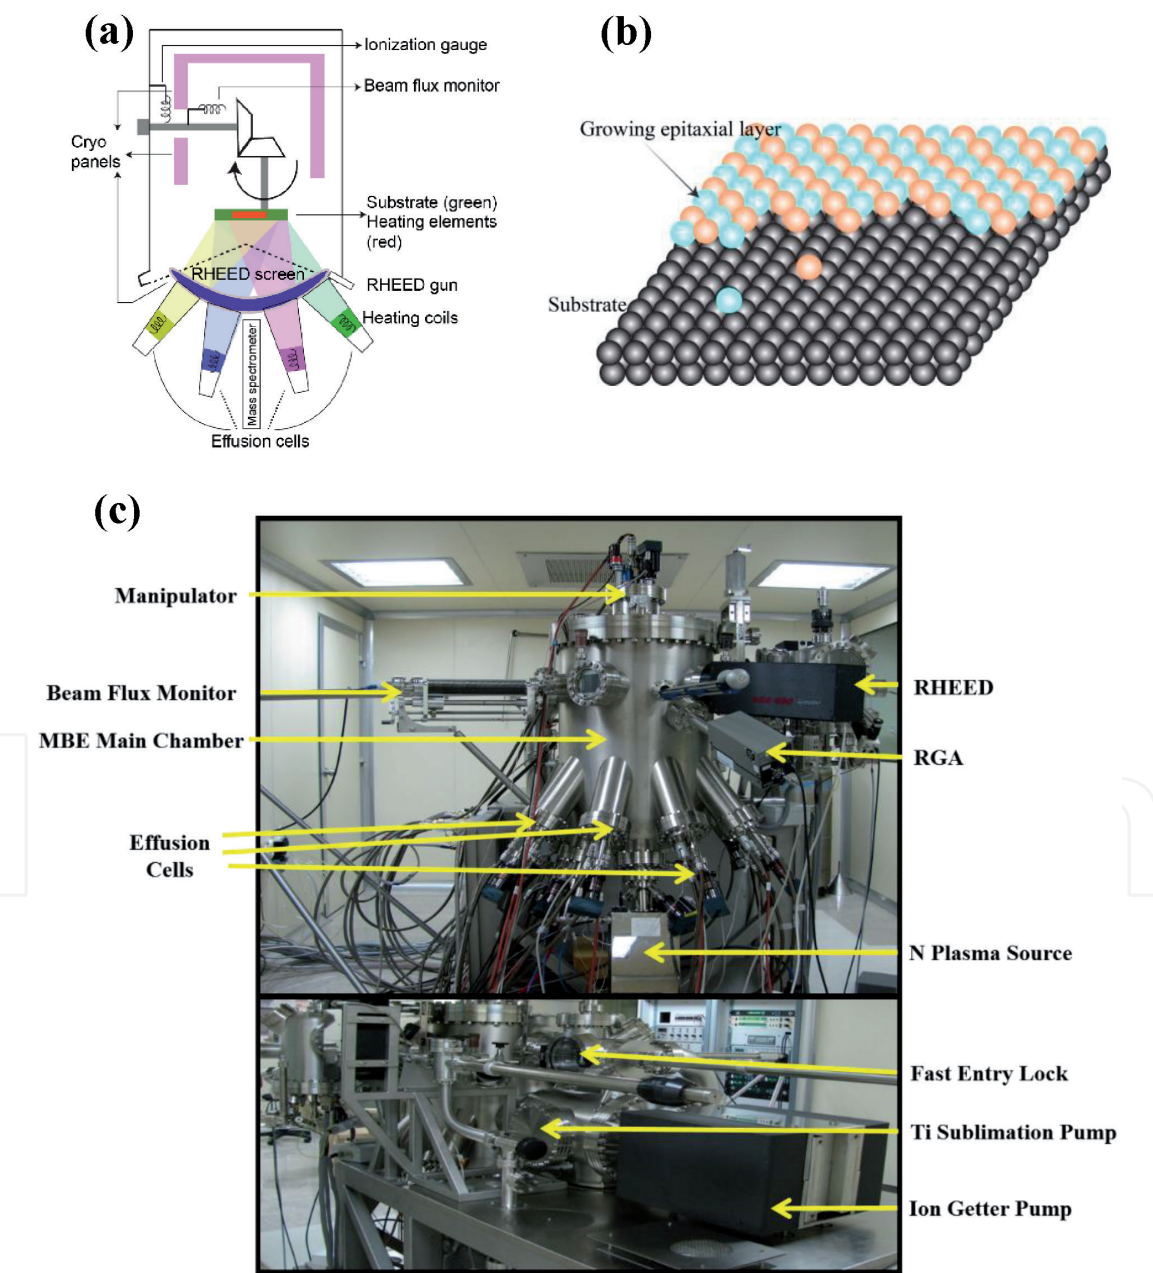 (a)
Ionization gauge
Beam flux monitor
Cryo
panels
Substrate (green)
Heating elements
(red)
RHEED screen
RHEED gun
Heating coils
Mass spectrometer
Effusion cells
(b)
Growing epitaxial layer
Substrate
(c)
Manipulator
Beam Flux Monitor
MBE Main Chamber
Effusion
Cells
RHEED
RGA
N Plasma Source
Fast Entry Lock
Ti Sublimation Pump
Ion Getter Pump